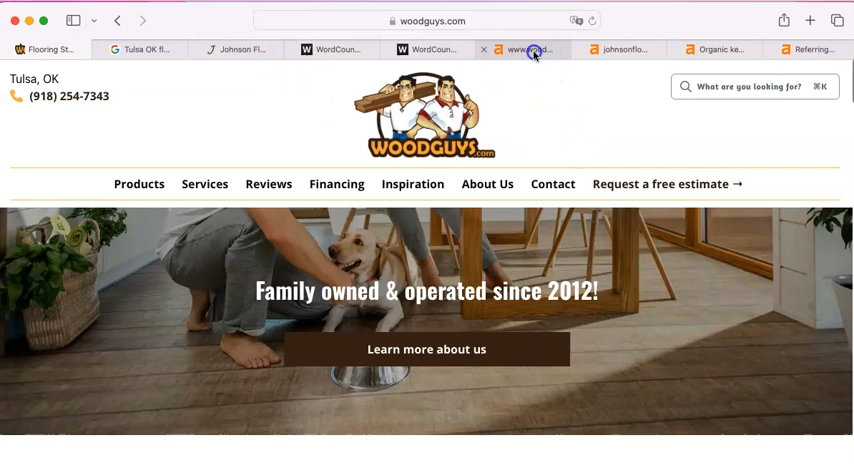 woodguys.com
Flooring St...
Tulsa OK fl...
Johnson Fl...
WordCoun...
WordCoun...
www.wood...
johnsonflo...
Organic ke...
Referring...
Tulsa, OK
(918) 254-7343
WOODGUYS.com
What are you looking for? ⌘K
Products Services Reviews Financing Inspiration About Us Contact Request a free estimate →
Family owned & operated since 2012!
Learn more about us